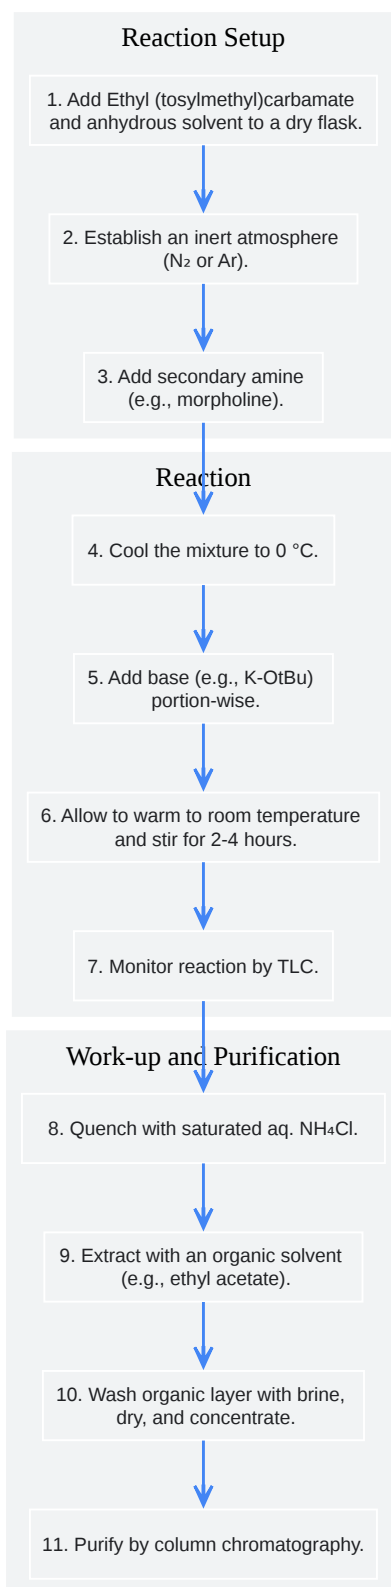 Reaction Setup
1. Add Ethyl (tosylmethyl)carbamate
and anhydrous solvent to a dry flask.
2. Establish an inert atmosphere
(N₂ or Ar).
3. Add secondary amine
(e.g., morpholine).
Reaction
4. Cool the mixture to 0 °C.
5. Add base (e.g., K-OtBu)
portion-wise.
6. Allow to warm to room temperature
and stir for 2-4 hours.
7. Monitor reaction by TLC.
Work-up and Purification
8. Quench with saturated aq. NH₄Cl.
9. Extract with an organic solvent
(e.g., ethyl acetate).
10. Wash organic layer with brine,
dry, and concentrate.
11. Purify by column chromatography.